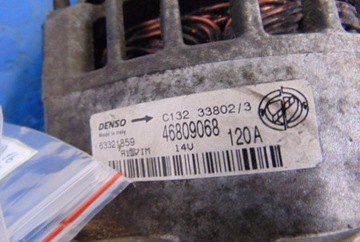 DENSO C132 33802/3
Made in Italy 46809068 120A
63321859
14V